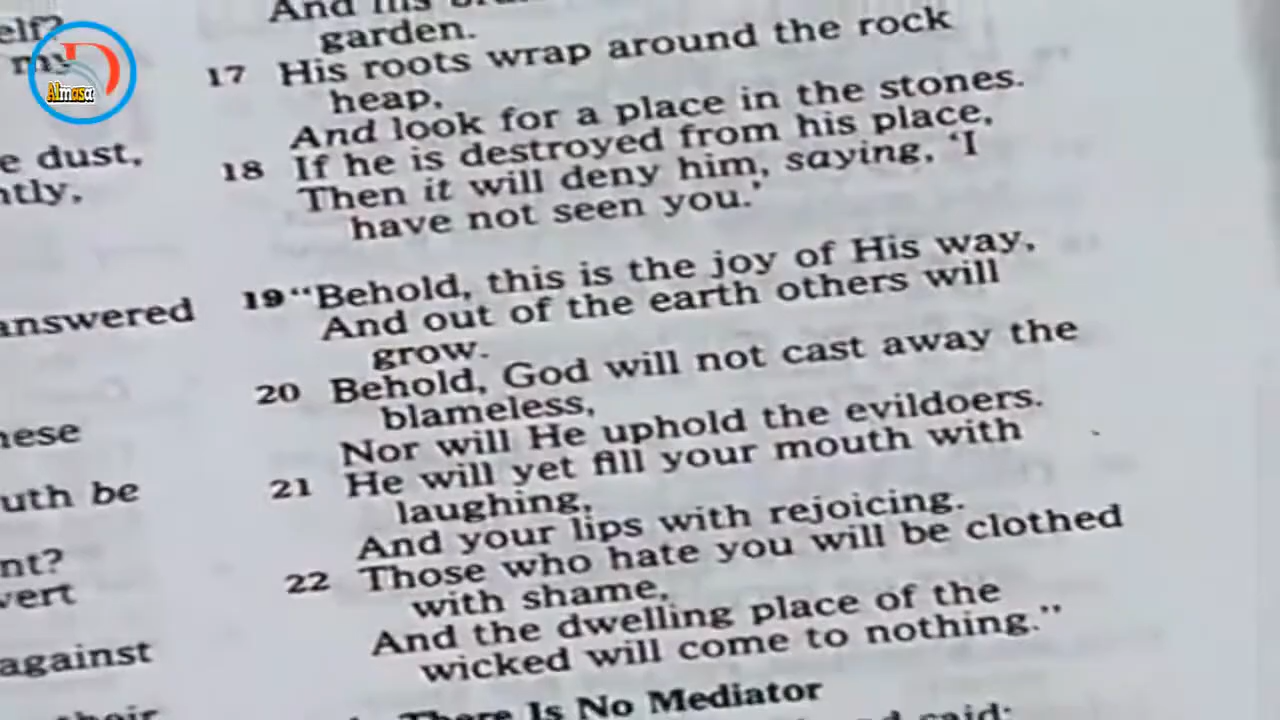 elf?
my
e dust,
ntly,
answered
nese
uth be
nt?
vert
against
their
Almasa
And his
garden.
17 His roots wrap around the rock
heap,
And look for a place in the stones.
18 If he is destroyed from his place,
Then it will deny him, saying, ‘I
have not seen you.’
19 “Behold, this is the joy of His way,
And out of the earth others will
grow.
20 Behold, God will not cast away the
blameless,
Nor will He uphold the evildoers.
21 He will yet fill your mouth with
laughing,
And your lips with rejoicing.
22 Those who hate you will be clothed
with shame,
And the dwelling place of the
wicked will come to nothing.”
There Is No Mediator
said: